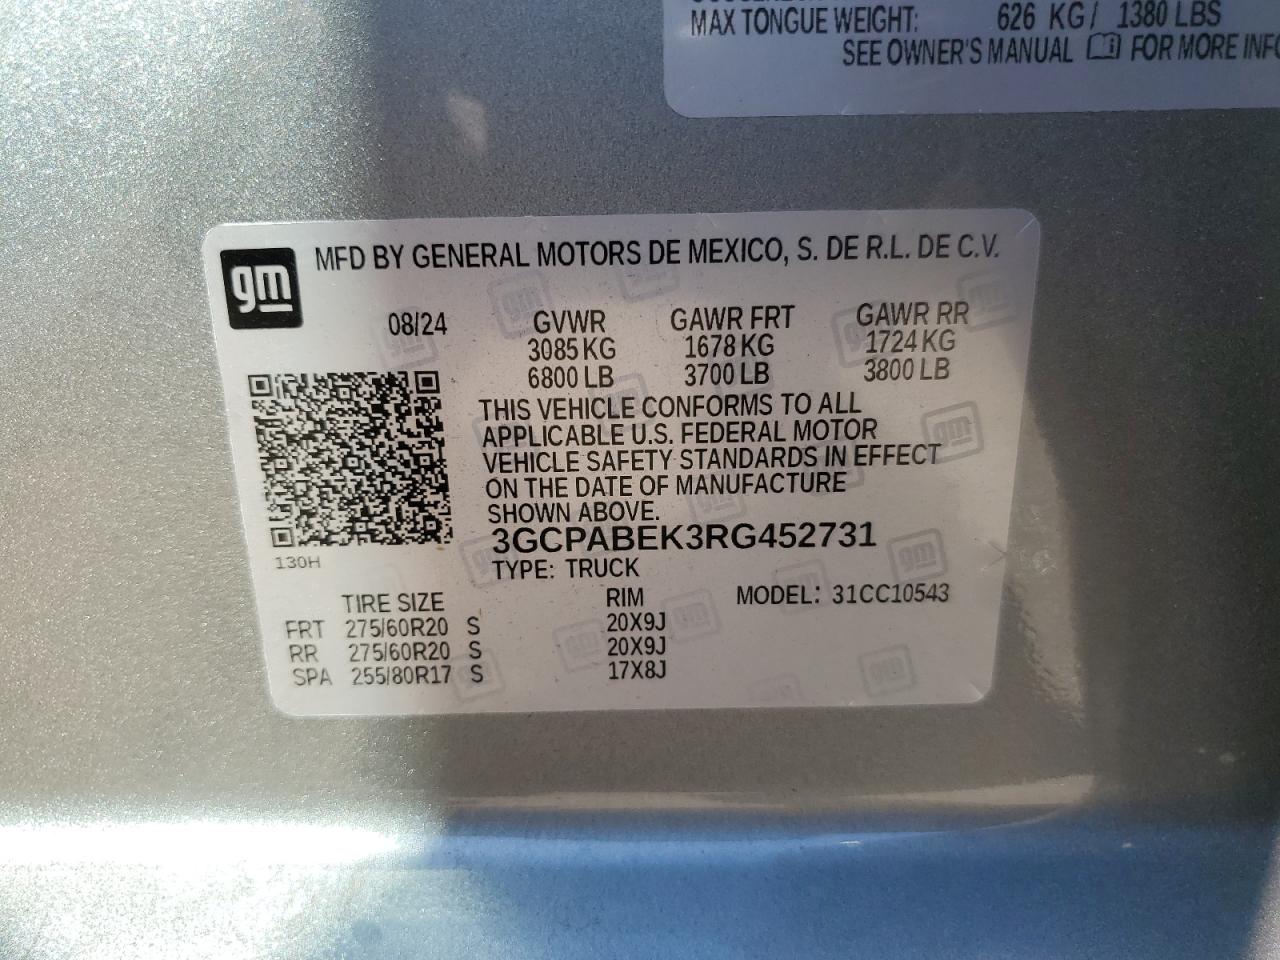 MAX TONGUE WEIGHT: 626 KG/ 1380 LBS
SEE OWNER'S MANUAL FOR MORE INFO
gm
MFD BY GENERAL MOTORS DE MEXICO, S. DE R.L. DE C.V.
08/24 GVWR GAWR FRT GAWR RR
3085 KG 1678 KG 1724 KG
6800 LB 3700 LB 3800 LB
THIS VEHICLE CONFORMS TO ALL
APPLICABLE U.S. FEDERAL MOTOR
VEHICLE SAFETY STANDARDS IN EFFECT
ON THE DATE OF MANUFACTURE
SHOWN ABOVE.
3GCPABEK3RG452731
130H
TYPE: TRUCK
TIRE SIZE RIM MODEL: 31CC10543
FRT 275/60R20 S 20X9J
RR 275/60R20 S 20X9J
SPA 255/80R17 S 17X8J